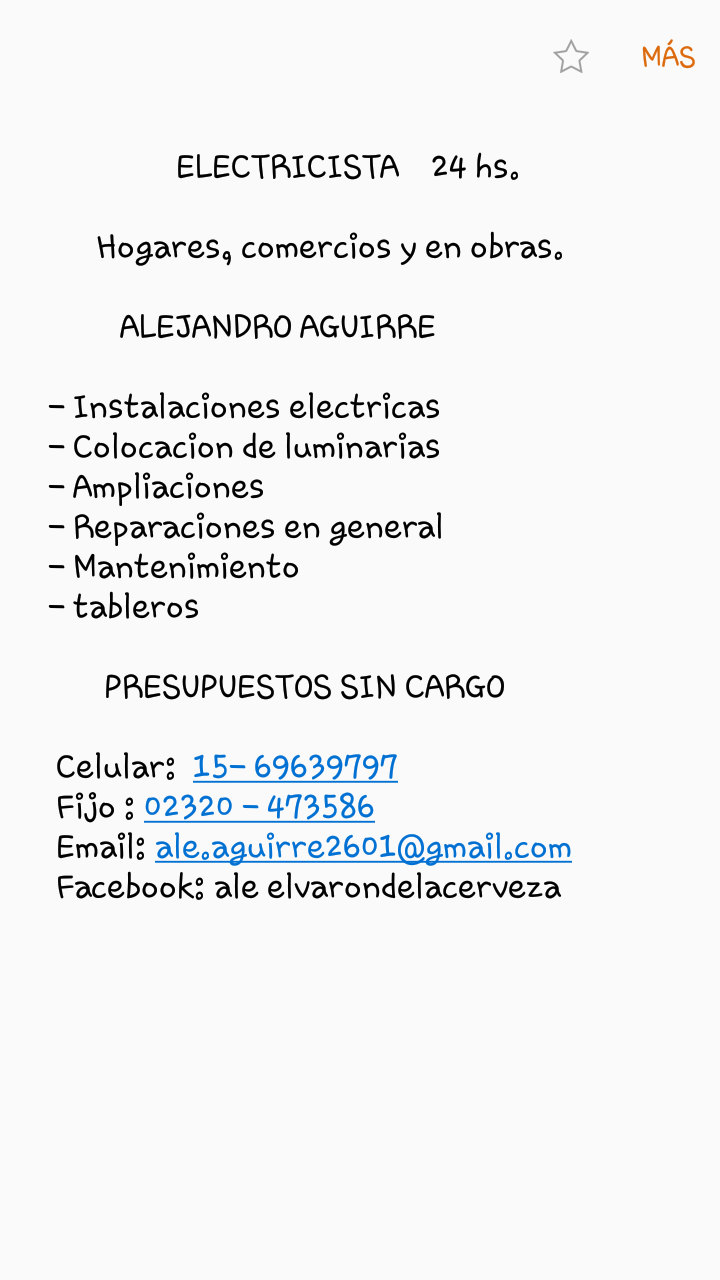 MÁS
ELECTRICISTA 24 hs.
Hogares, comercios y en obras.
ALEJANDRO AGUIRRE
- Instalaciones electricas
- Colocacion de luminarias
- Ampliaciones
- Reparaciones en general
- Mantenimiento
- tableros
PRESUPUESTOS SIN CARGO
Celular: 15- 69639797
Fijo : 02320 - 473586
Email: ale.aguirre2601@gmail.com
Facebook: ale elvarondelacerveza